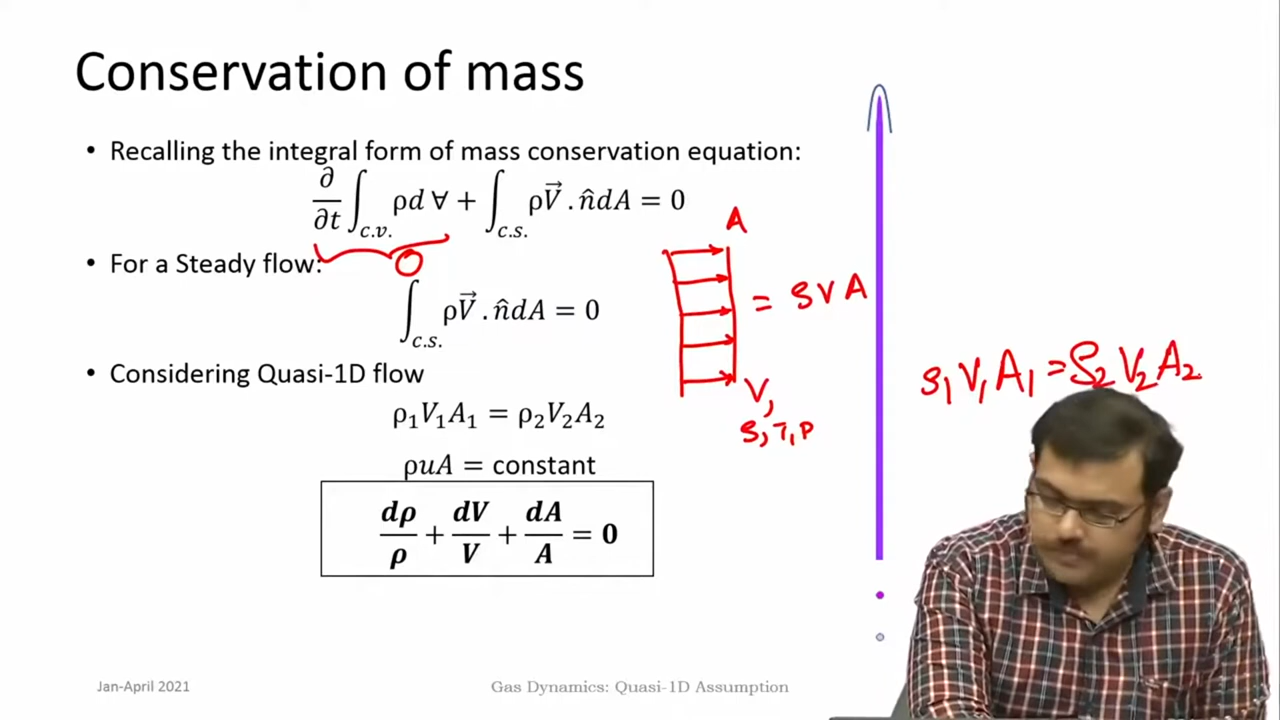 Conservation of mass
• Recalling the integral form of mass conservation equation:
∂/∂t ∫c.v. ρd∀ + ∫c.s. ρV⃗.n̂dA = 0
0
• For a Steady flow:
∫c.s. ρV⃗.n̂dA = 0
A
= ρVA
V,
ρ,T,P
• Considering Quasi-1D flow
ρ₁V₁A₁ = ρ₂V₂A₂
ρuA = constant
dρ/ρ + dV/V + dA/A = 0
ρ₁V₁A₁ = ρ₂V₂A₂
Jan-April 2021
Gas Dynamics: Quasi-1D Assumption